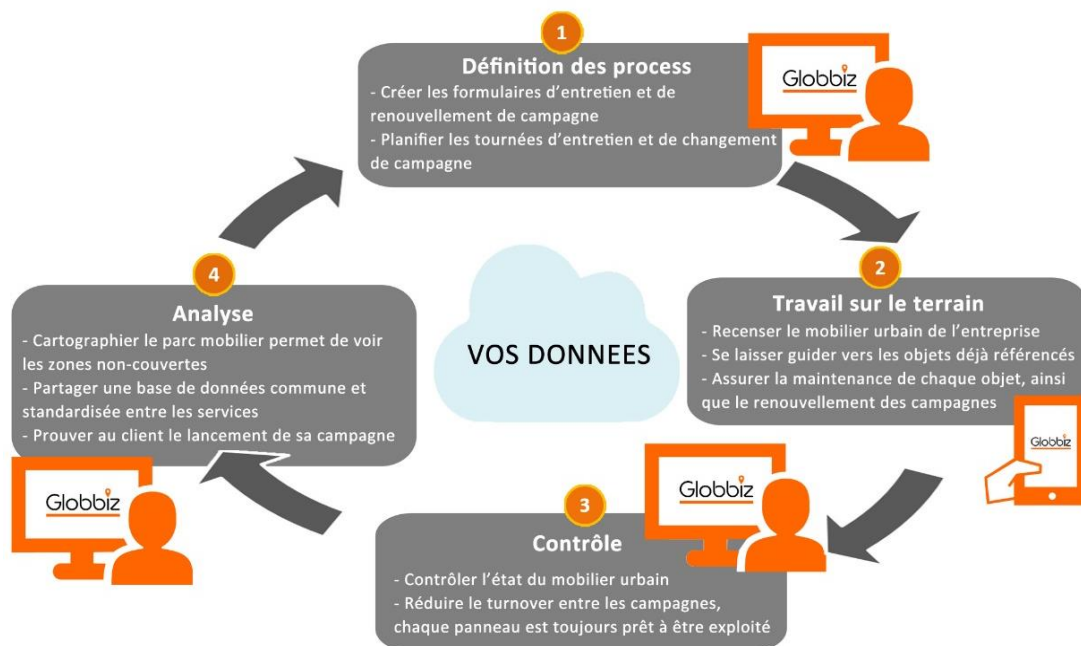 1
Définition des process
- Créer les formulaires d’entretien et de
renouvellement de campagne
- Planifier les tournées d’entretien et de changement
de campagne
Globbiz
2
Travail sur le terrain
- Recenser le mobilier urbain de l’entreprise
- Se laisser guider vers les objets déjà référencés
- Assurer la maintenance de chaque objet, ainsi
que le renouvellement des campagnes
Globbiz
3
Contrôle
- Contrôler l’état du mobilier urbain
- Réduire le turnover entre les campagnes,
chaque panneau est toujours prêt à être exploité
Globbiz
4
Analyse
- Cartographier le parc mobilier permet de voir
les zones non-couvertes
- Partager une base de données commune et
standardisée entre les services
- Prouver au client le lancement de sa campagne
Globbiz
VOS DONNEES